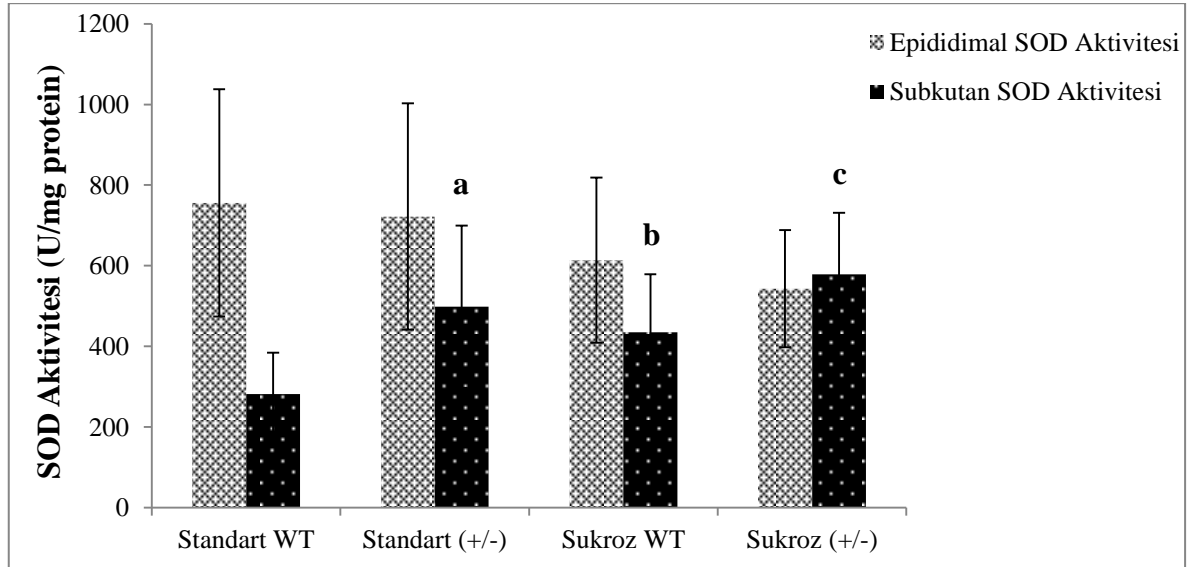 1200
1000
800
600
400
200
0
SOD Aktivitesi (U/mg protein)
Epididimal SOD Aktivitesi
Subkutan SOD Aktivitesi
a
b
c
Standart WT
Standart (+/-)
Sukroz WT
Sukroz (+/-)